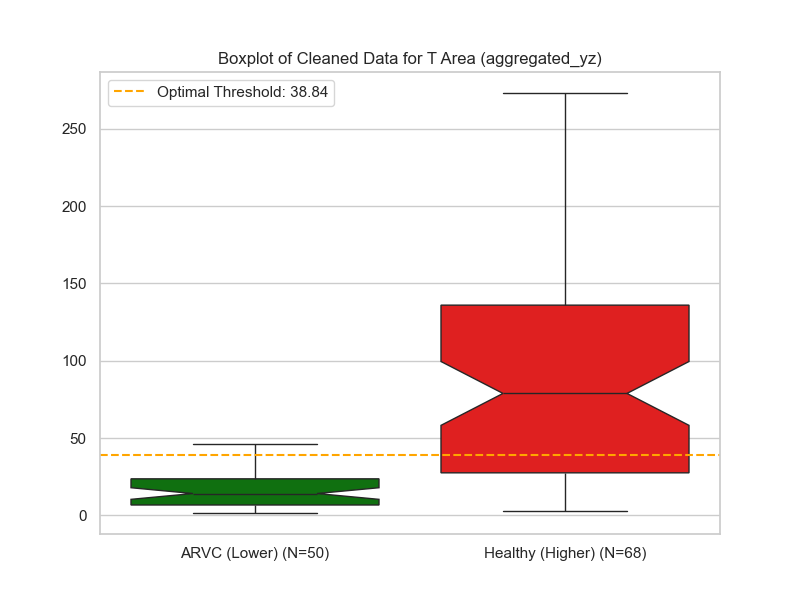 Boxplot of Cleaned Data for T Area (aggregated_yz)
Optimal Threshold: 38.84
250
200
150
100
50
0
ARVC (Lower) (N=50)
Healthy (Higher) (N=68)